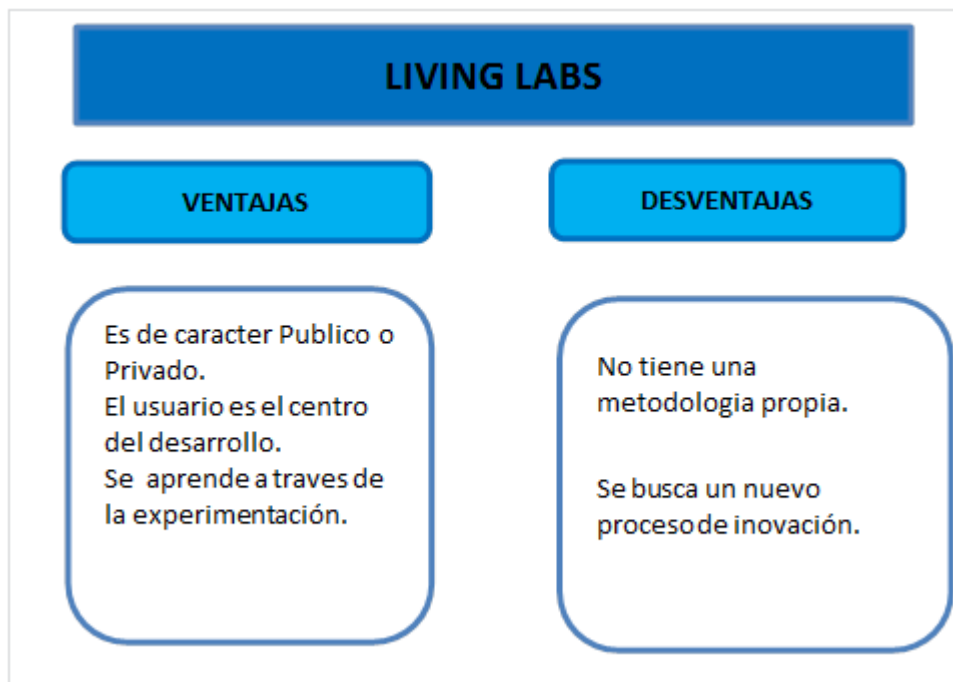 LIVING LABS
VENTAJAS
DESVENTAJAS
Es de caracter Publico o
Privado.
El usuario es el centro
del desarrollo.
Se aprende a traves de
la experimentación.
No tiene una
metodologia propia.
Se busca un nuevo
proceso de inovación.